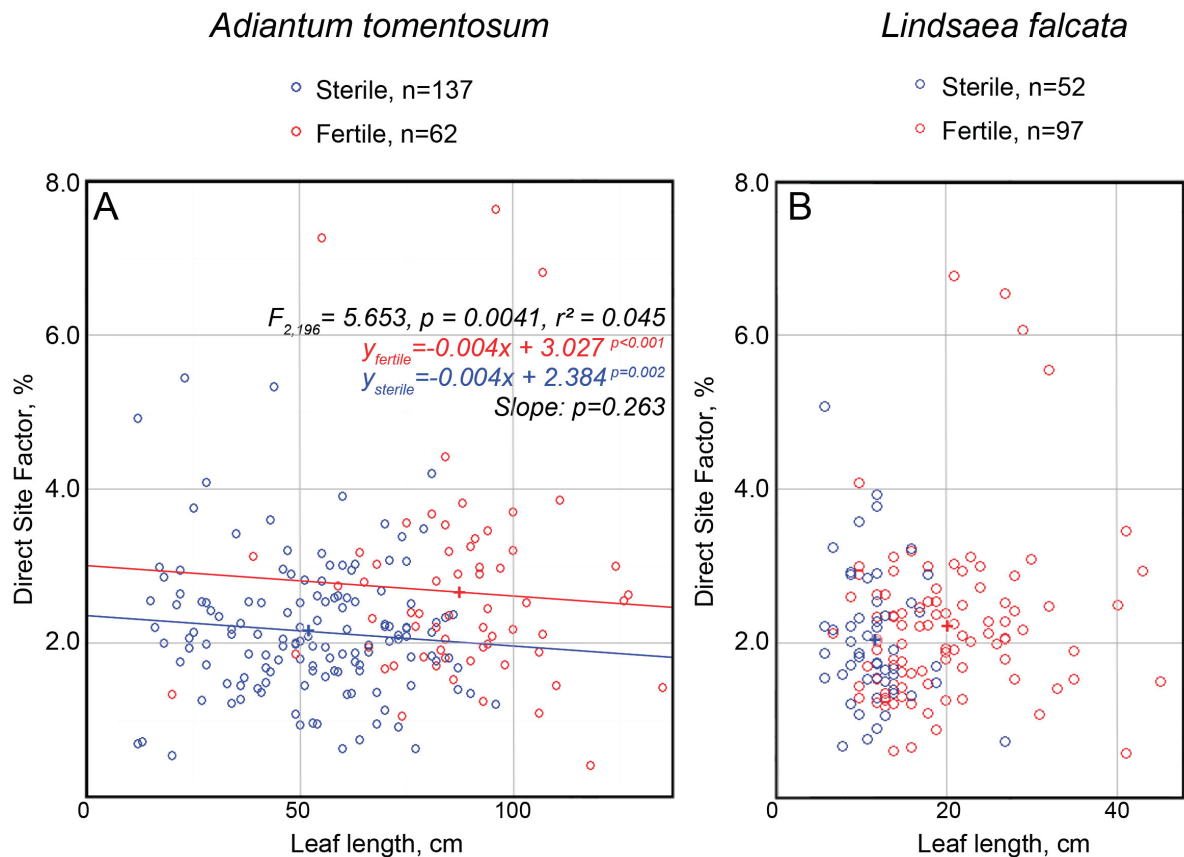 Adiantum tomentosum
Sterile, n=137
Fertile, n=62
Lindsaea falcata
Sterile, n=52
Fertile, n=97
A
F2,196= 5.653, p = 0.0041, r² = 0.045
yfertile=-0.004x + 3.027 p<0.001
ysterile=-0.004x + 2.384 p=0.002
Slope: p=0.263
8.0
6.0
4.0
2.0
0
50
100
Direct Site Factor, %
Leaf length, cm
B
8.0
6.0
4.0
2.0
0
20
40
Direct Site Factor, %
Leaf length, cm